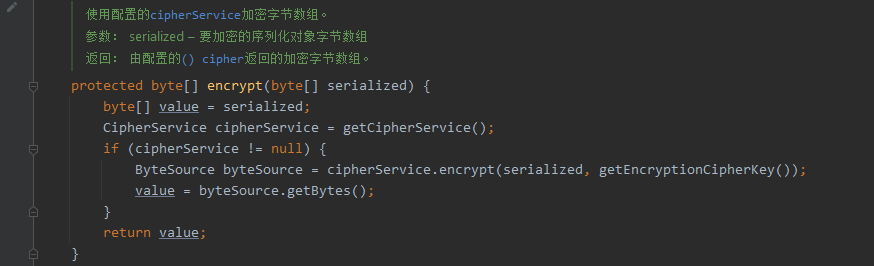 使用配置的cipherService加密字节数组。
参数: serialized – 要加密的序列化对象字节数组
返回: 由配置的() cipher返回的加密字节数组。
protected byte[] encrypt(byte[] serialized) {
byte[] value = serialized;
CipherService cipherService = getCipherService();
if (cipherService != null) {
ByteSource byteSource = cipherService.encrypt(serialized, getEncryptionCipherKey());
value = byteSource.getBytes();
}
return value;
}